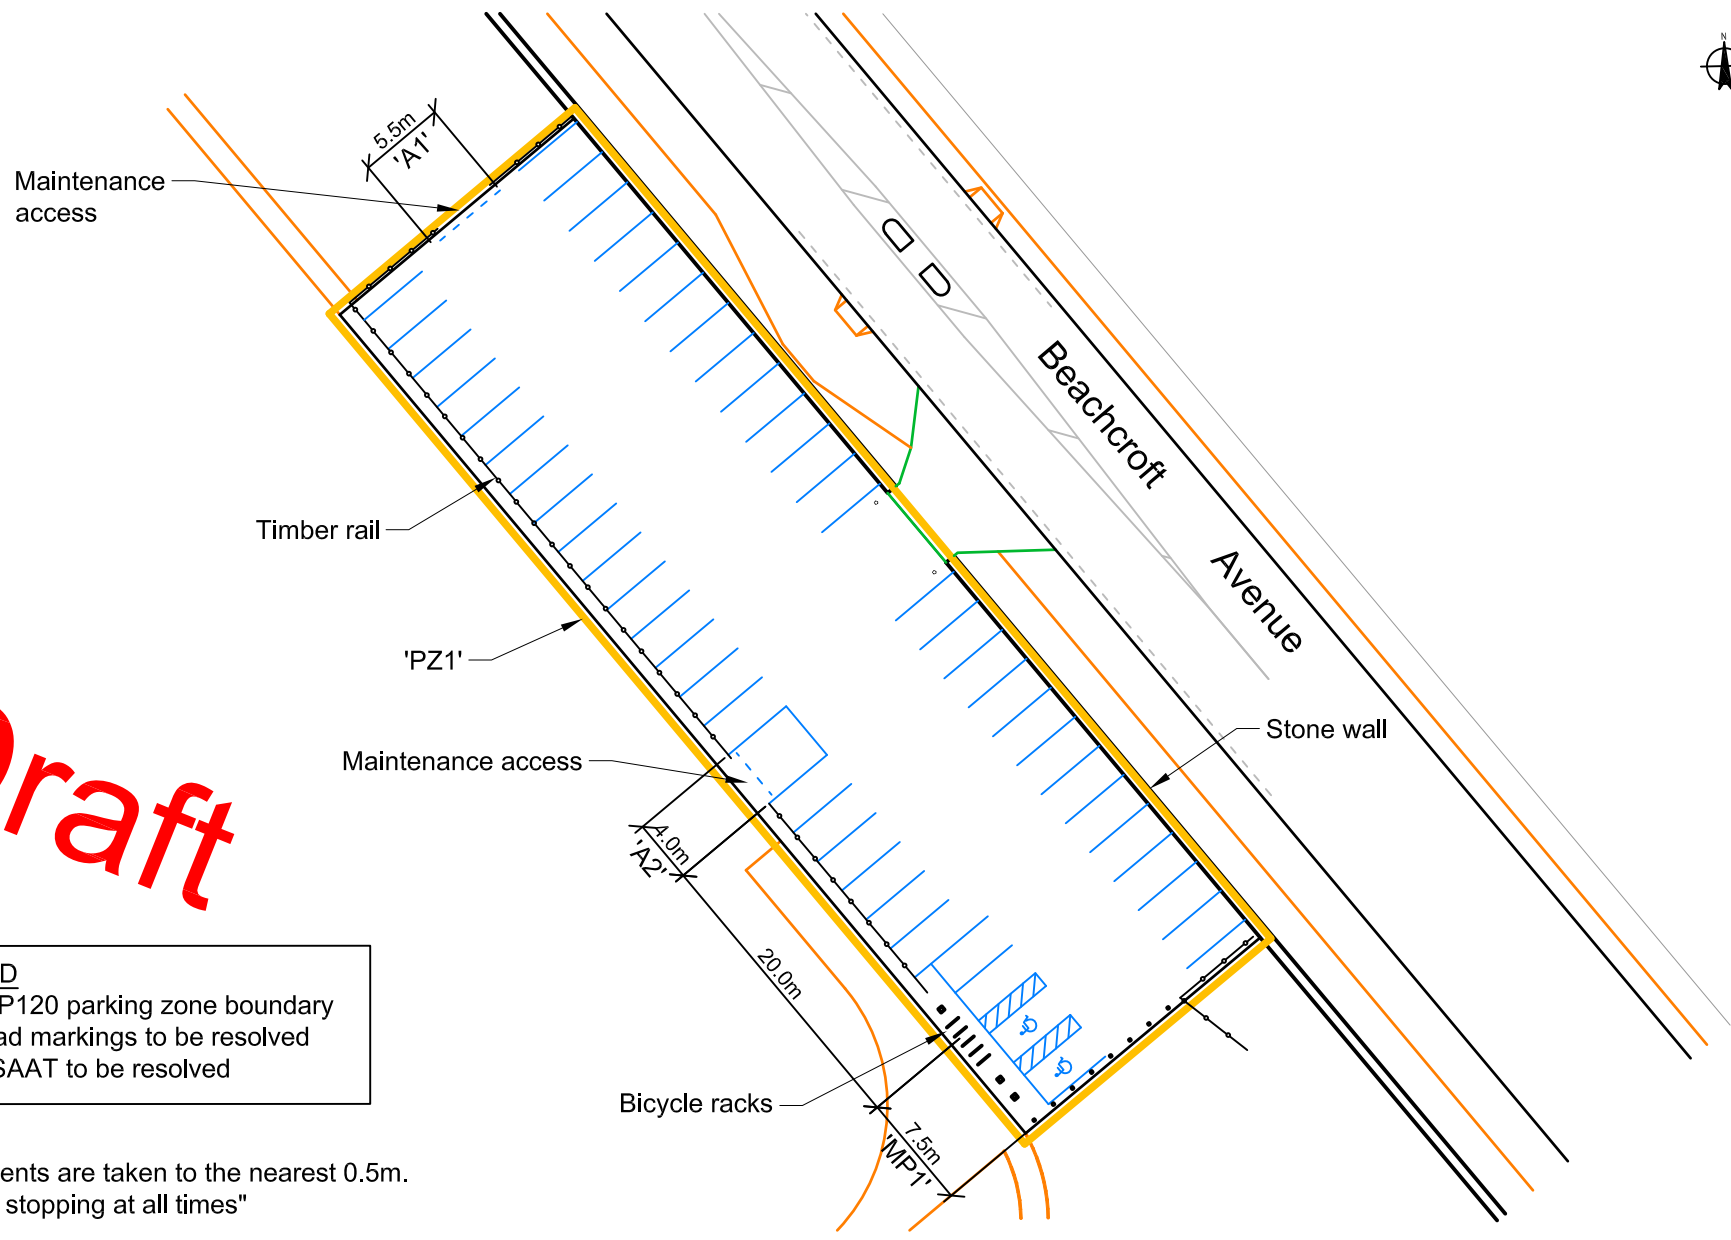 N
5.5m
'A1'
Maintenance
access
Beachcroft
Avenue
Timber rail
'PZ1'
Stone wall
Maintenance access
4.0m
'A2'
20.0m
Bicycle racks
7.5m
'MP1'
Draft
D
P120 parking zone boundary
ad markings to be resolved
SAAT to be resolved
ents are taken to the nearest 0.5m.
stopping at all times"